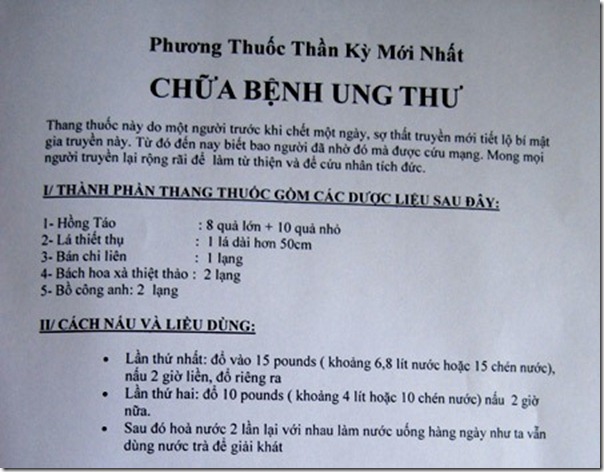 Phương Thuốc Thần Kỳ Mới Nhất
CHỮA BỆNH UNG THƯ
Thang thuốc này do một người trước khi chết một ngày, sợ thất truyền mới tiết lộ bí mật
gia truyền này. Từ đó đến nay biết bao người đã nhờ đó mà được cứu mạng. Mong mọi
người truyền lại rộng rãi để làm từ thiện và để cứu nhân tích đức.
I/ THÀNH PHẦN THANG THUỐC GỒM CÁC DƯỢC LIỆU SAU ĐÂY:
1- Hồng Táo : 8 quả lớn + 10 quả nhỏ
2- Lá thiết thụ : 1 lá dài hơn 50cm
3- Bán chi liên : 1 lạng
4- Bách hoa xả thiệt thảo : 2 lạng
5- Bồ công anh: 2 lạng
II/ CÁCH NẤU VÀ LIỀU DÙNG:
• Lần thứ nhất: đổ vào 15 pounds ( khoảng 6,8 lít nước hoặc 15 chén nước),
nấu 2 giờ liền, đổ riêng ra
• Lần thứ hai: đổ 10 pounds ( khoảng 4 lít hoặc 10 chén nước) nấu 2 giờ
nữa.
• Sau đó hoà nước 2 lần lại với nhau làm nước uống hàng ngày như ta vẫn
dùng nước trà để giải khát